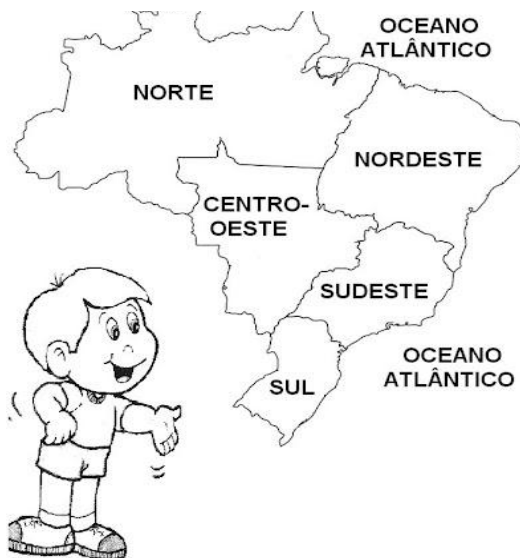 OCEANO
ATLÂNTICO
NORTE
NORDESTE
CENTRO-
OESTE
SUDESTE
OCEANO
ATLÂNTICO
SUL